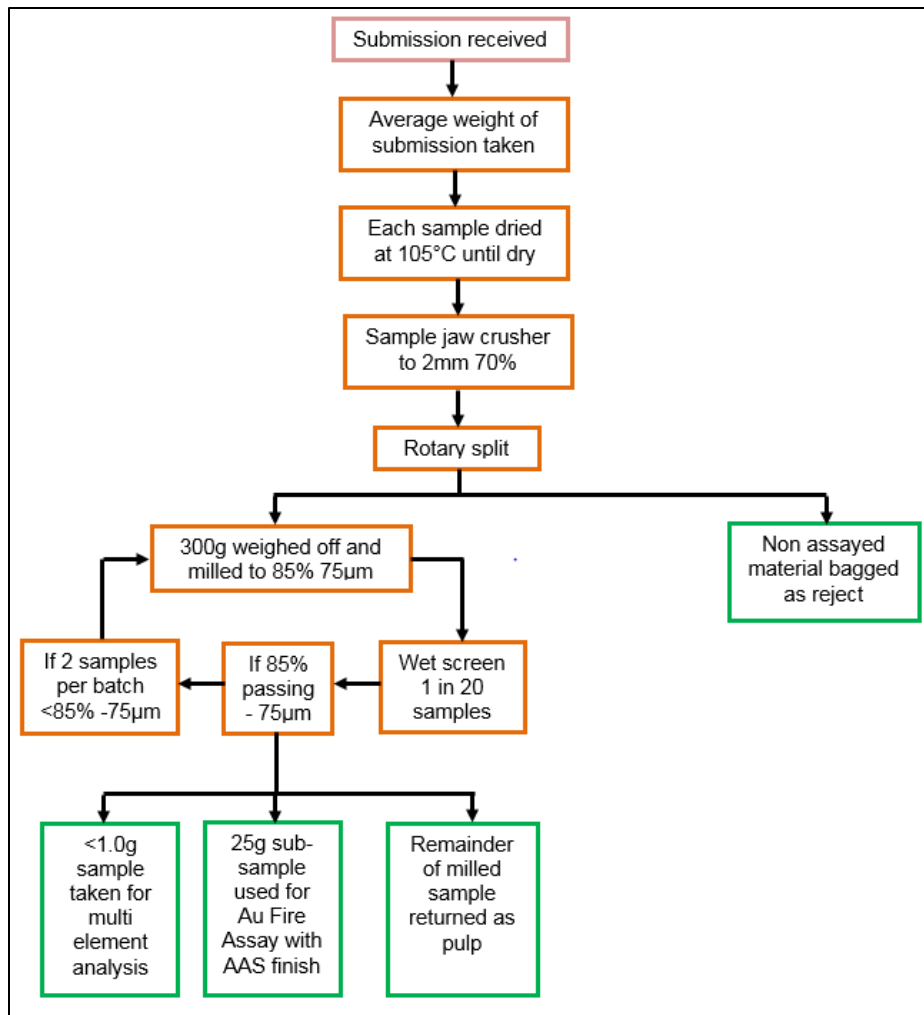 Submission received
Average weight of
submission taken
Each sample dried
at 105°C until dry
Sample jaw crusher
to 2mm 70%
Rotary split
300g weighed off and
milled to 85% 75µm
Non assayed
material bagged
as reject
If 2 samples
per batch
<85% -75µm
If 85%
passing
- 75µm
Wet screen
1 in 20
samples
<1.0g
sample
taken for
multi
element
analysis
25g sub-
sample
used for
Au Fire
Assay with
AAS finish
Remainder
of milled
sample
returned as
pulp